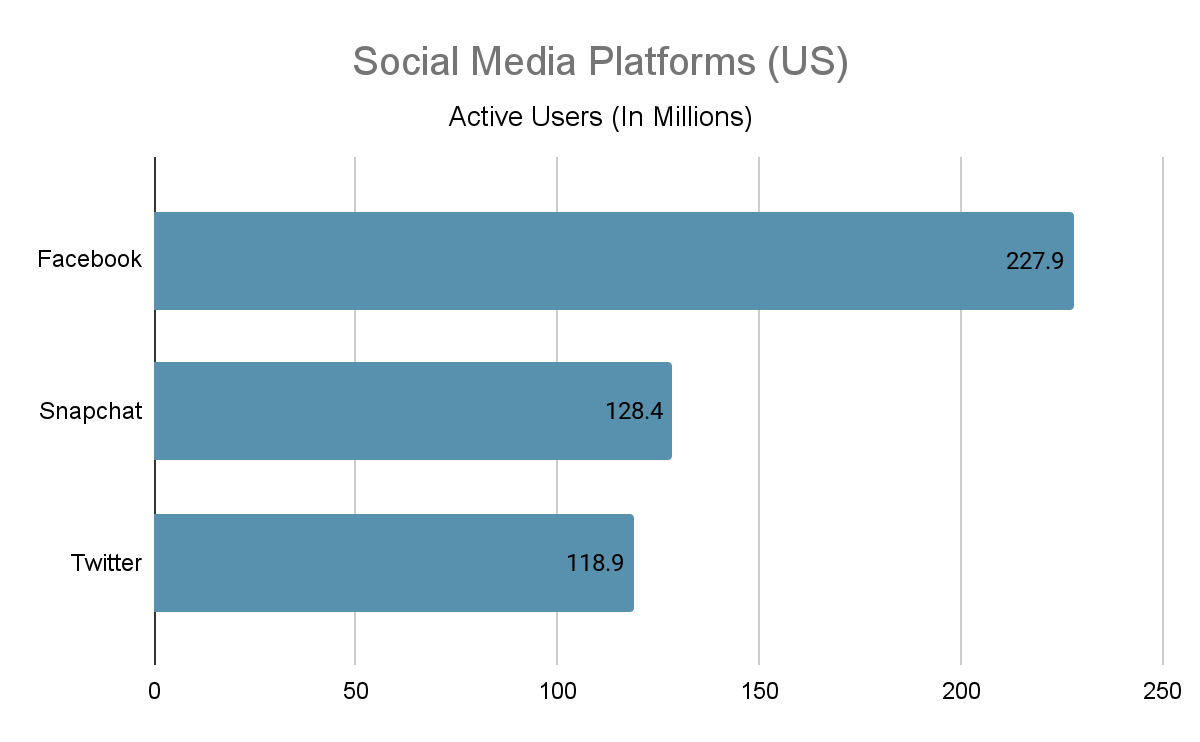 Social Media Platforms (US)
Active Users (In Millions)
Facebook
227.9
Snapchat
128.4
Twitter
118.9
0 50 100 150 200 250